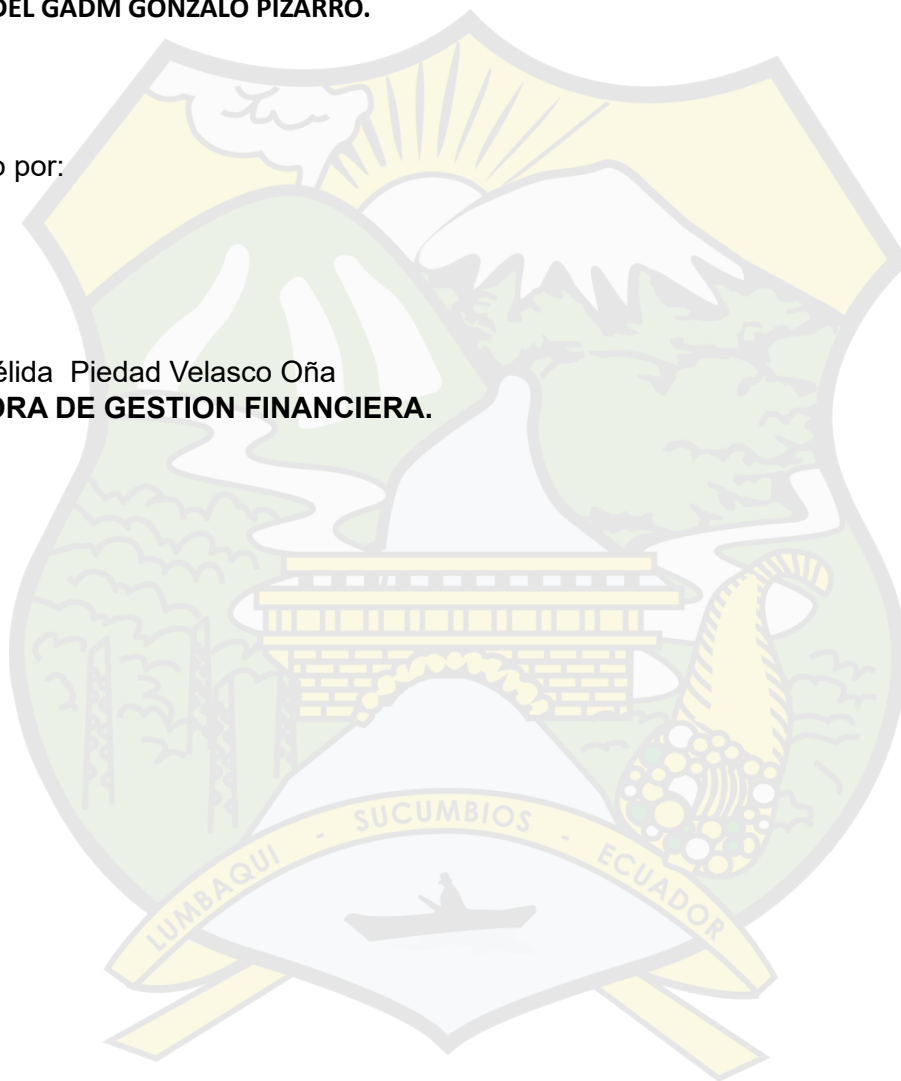 DEL GADM GONZALO PIZARRO.
o por:
élida  Piedad Velasco Oña
ORA DE GESTION FINANCIERA.
LUMBAQUI - SUCUMBIOS - ECUADOR